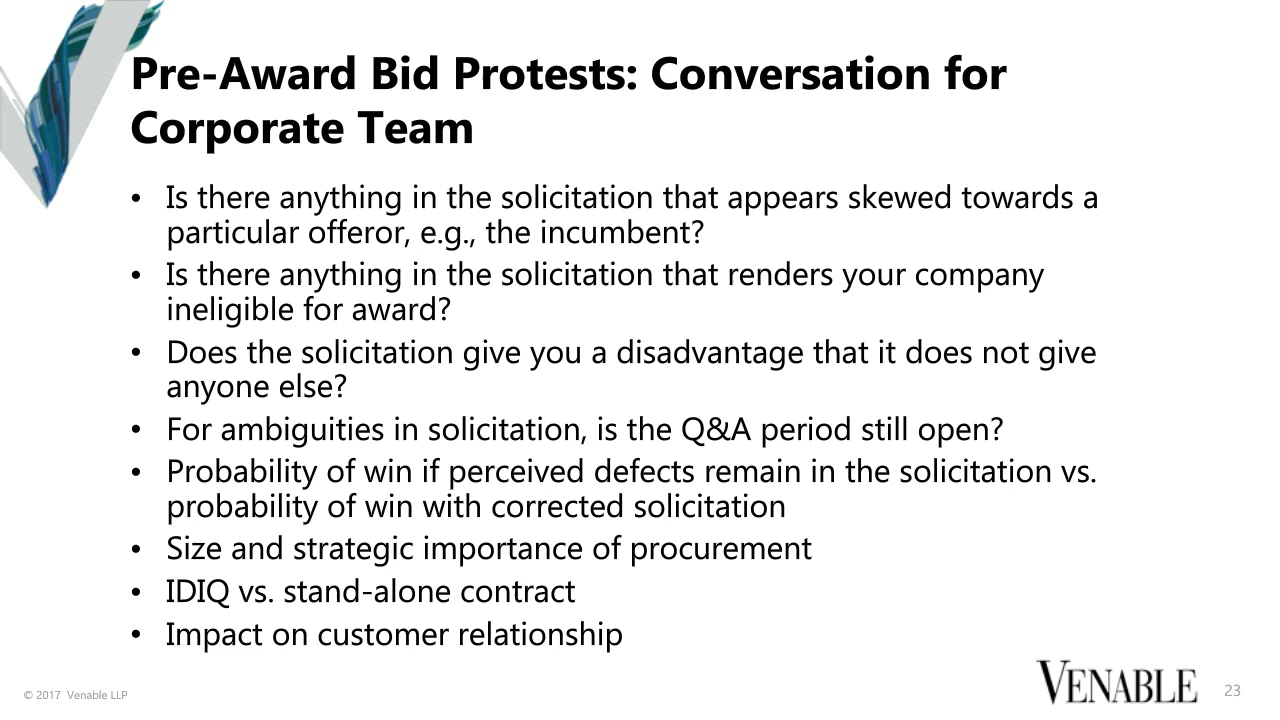 Pre-Award Bid Protests: Conversation for
Corporate Team
• Is there anything in the solicitation that appears skewed towards a
particular offeror, e.g., the incumbent?
• Is there anything in the solicitation that renders your company
ineligible for award?
• Does the solicitation give you a disadvantage that it does not give
anyone else?
• For ambiguities in solicitation, is the Q&A period still open?
• Probability of win if perceived defects remain in the solicitation vs.
probability of win with corrected solicitation
• Size and strategic importance of procurement
• IDIQ vs. stand-alone contract
• Impact on customer relationship
© 2017 Venable LLP
VENABLE
23